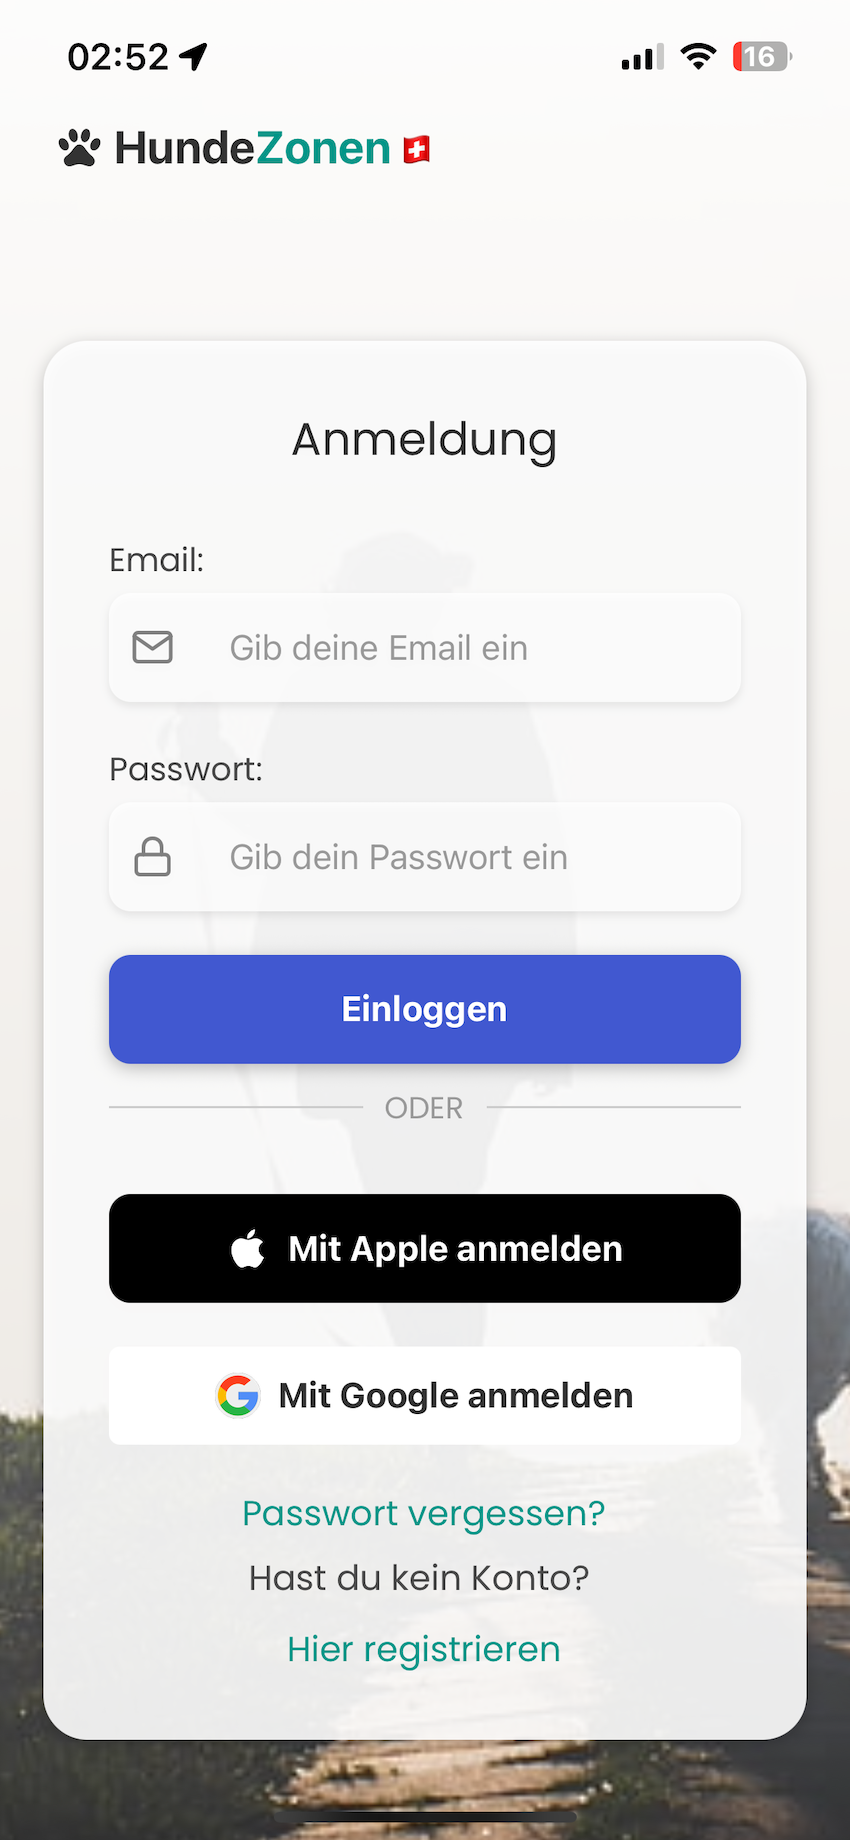 02:52
16
HundeZonen
Anmeldung
Email:
Gib deine Email ein
Passwort:
Gib dein Passwort ein
Einloggen
ODER
Mit Apple anmelden
Mit Google anmelden
Passwort vergessen?
Hast du kein Konto?
Hier registrieren